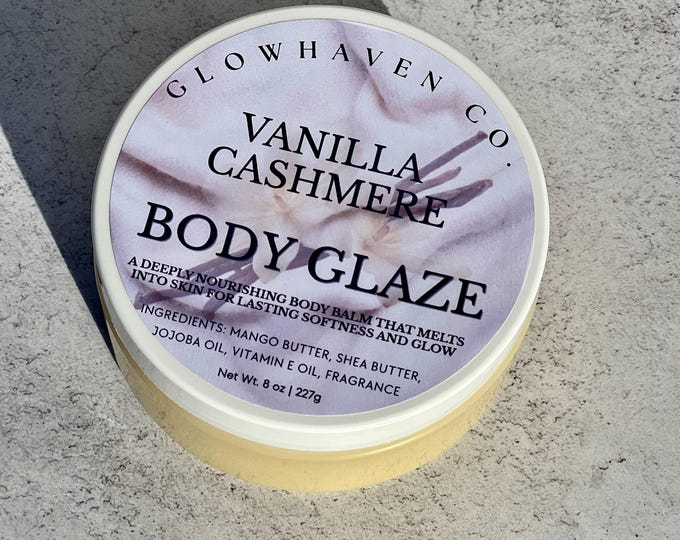 GLOWHAVEN CO.
VANILLA
CASHMERE
BODY GLAZE
A DEEPLY NOURISHING BODY BALM THAT MELTS
INTO SKIN FOR LASTING SOFTNESS AND GLOW
INGREDIENTS: MANGO BUTTER, SHEA BUTTER,
JOJOBA OIL, VITAMIN E OIL, FRAGRANCE
Net Wt. 8 oz | 227g